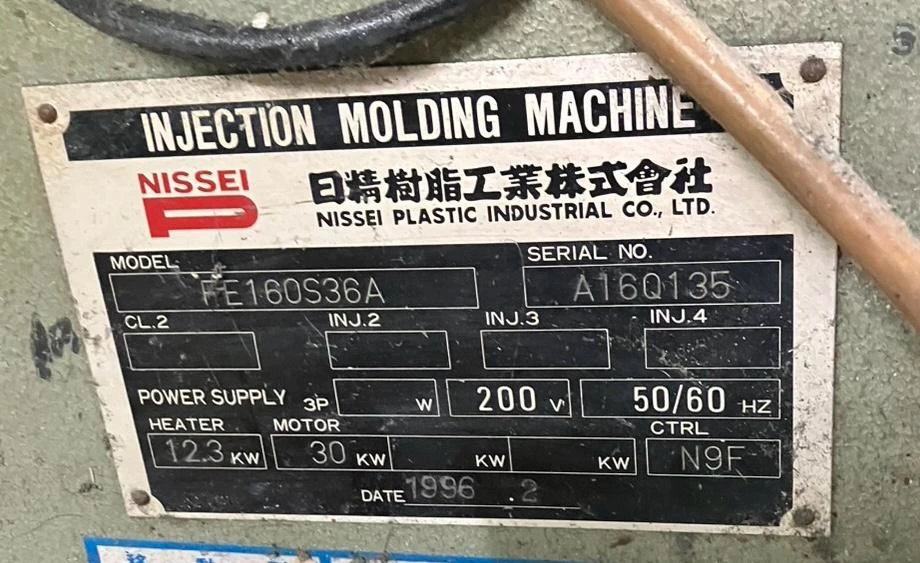 INJECTION MOLDING MACHINE
NISSEI
日精樹脂工業株式會社
NISSEI PLASTIC INDUSTRIAL CO., LTD.
MODEL
FE160S36A
SERIAL NO.
A16Q135
CL.2 INJ.2 INJ.3 INJ.4
POWER SUPPLY 3P W 200 V 50/60 HZ
HEATER MOTOR CTRL
12.3 KW 30 KW KW KW N9F
DATE 1996 .2